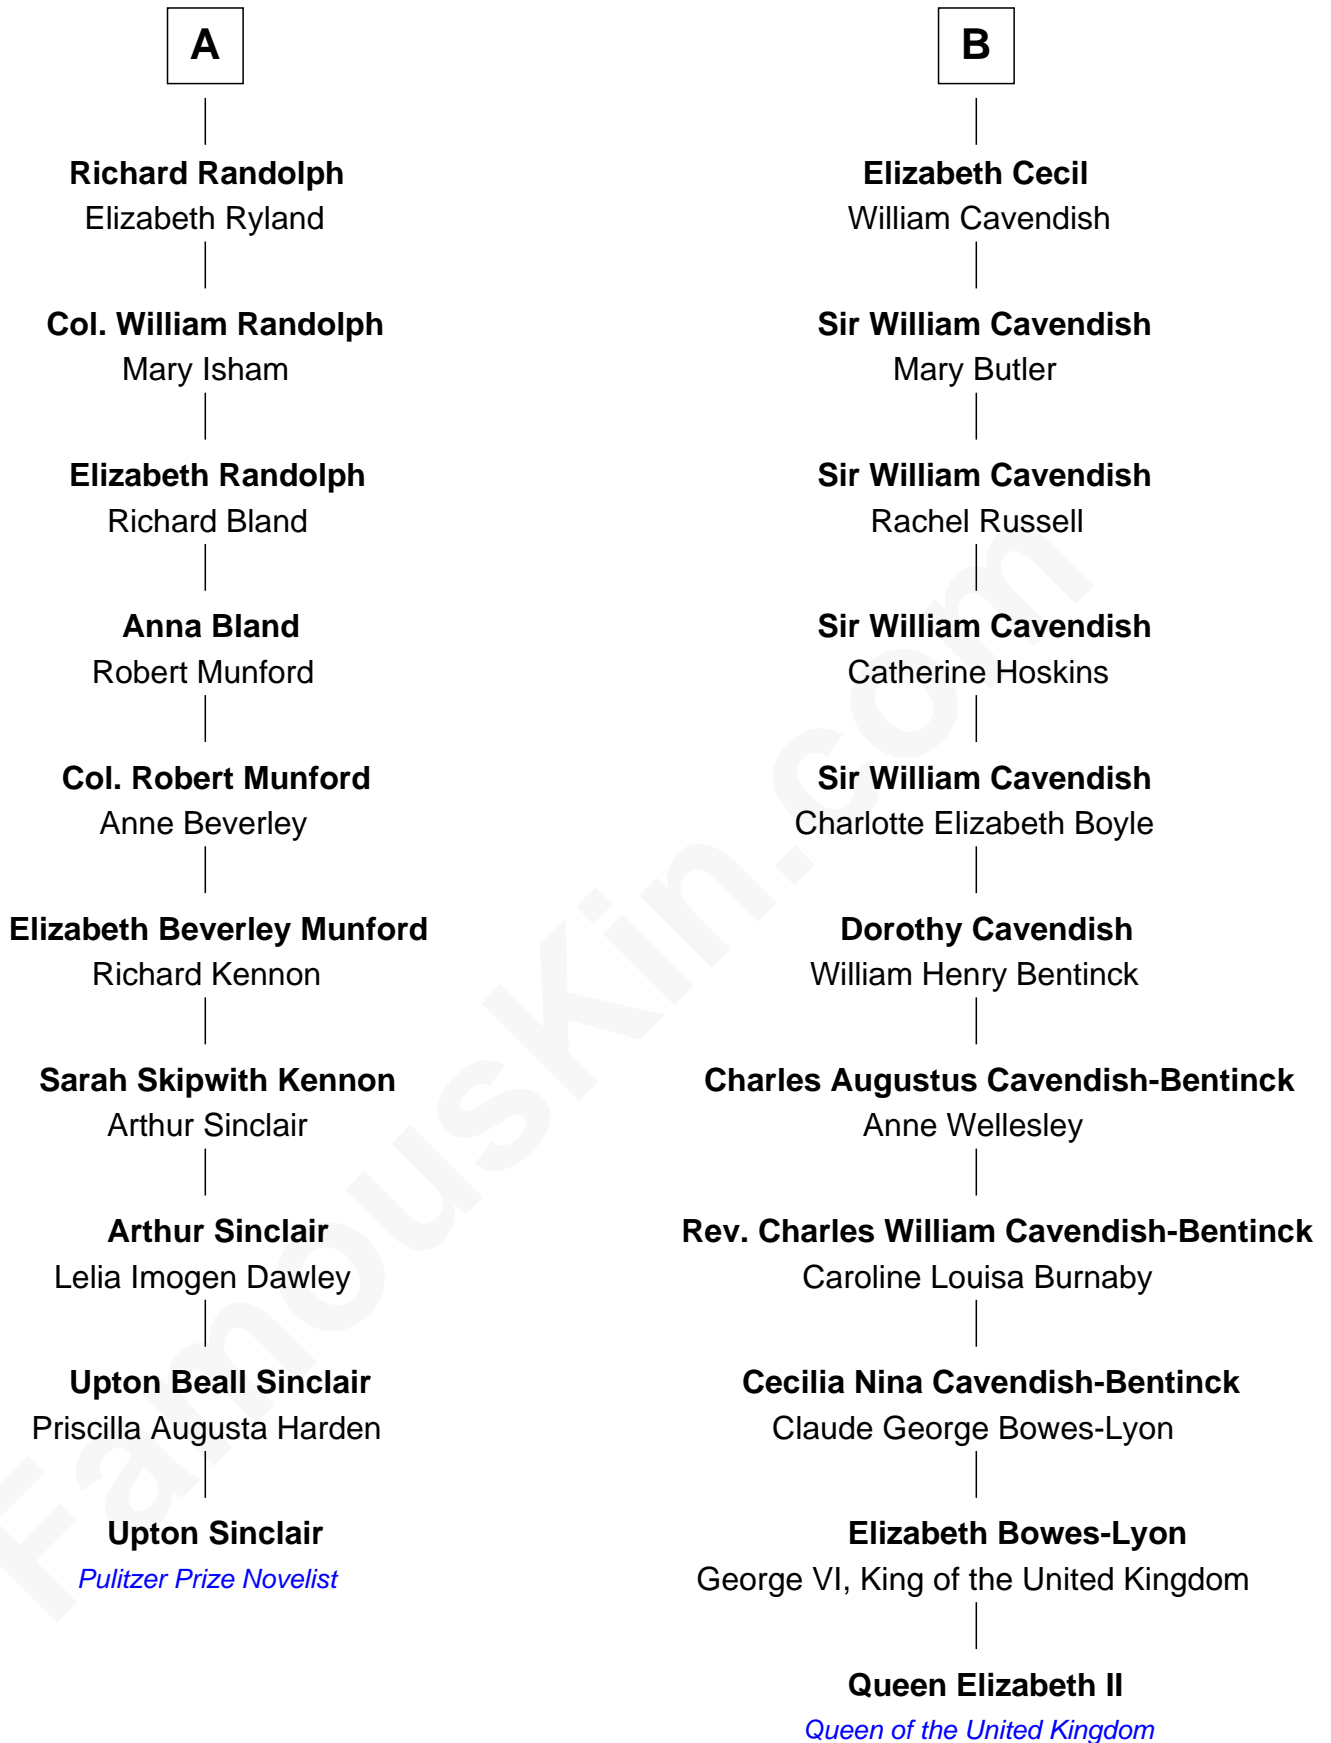 A
Richard Randolph
Elizabeth Ryland
Col. William Randolph
Mary Isham
Elizabeth Randolph
Richard Bland
Anna Bland
Robert Munford
Col. Robert Munford
Anne Beverley
Elizabeth Beverley Munford
Richard Kennon
Sarah Skipwith Kennon
Arthur Sinclair
Arthur Sinclair
Lelia Imogen Dawley
Upton Beall Sinclair
Priscilla Augusta Harden
Upton Sinclair
Pulitzer Prize Novelist
B
Elizabeth Cecil
William Cavendish
Sir William Cavendish
Mary Butler
Sir William Cavendish
Rachel Russell
Sir William Cavendish
Catherine Hoskins
Sir William Cavendish
Charlotte Elizabeth Boyle
Dorothy Cavendish
William Henry Bentinck
Charles Augustus Cavendish-Bentinck
Anne Wellesley
Rev. Charles William Cavendish-Bentinck
Caroline Louisa Burnaby
Cecilia Nina Cavendish-Bentinck
Claude George Bowes-Lyon
Elizabeth Bowes-Lyon
George VI, King of the United Kingdom
Queen Elizabeth II
Queen of the United Kingdom
FamousKin.com